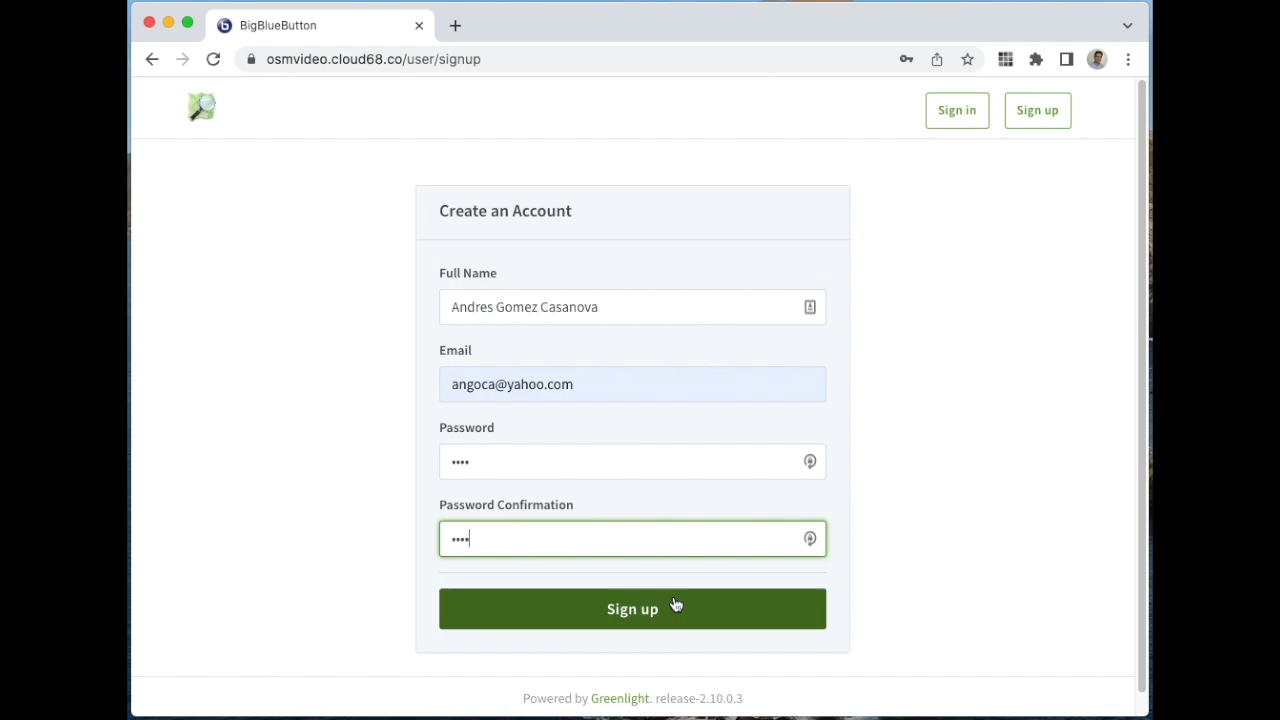 BigBlueButton
osmvideo.cloud68.co/user/signup
Sign in
Sign up
Create an Account
Full Name
Andres Gomez Casanova
Email
angoca@yahoo.com
Password
••••
Password Confirmation
••••
Sign up
Powered by Greenlight. release-2.10.0.3